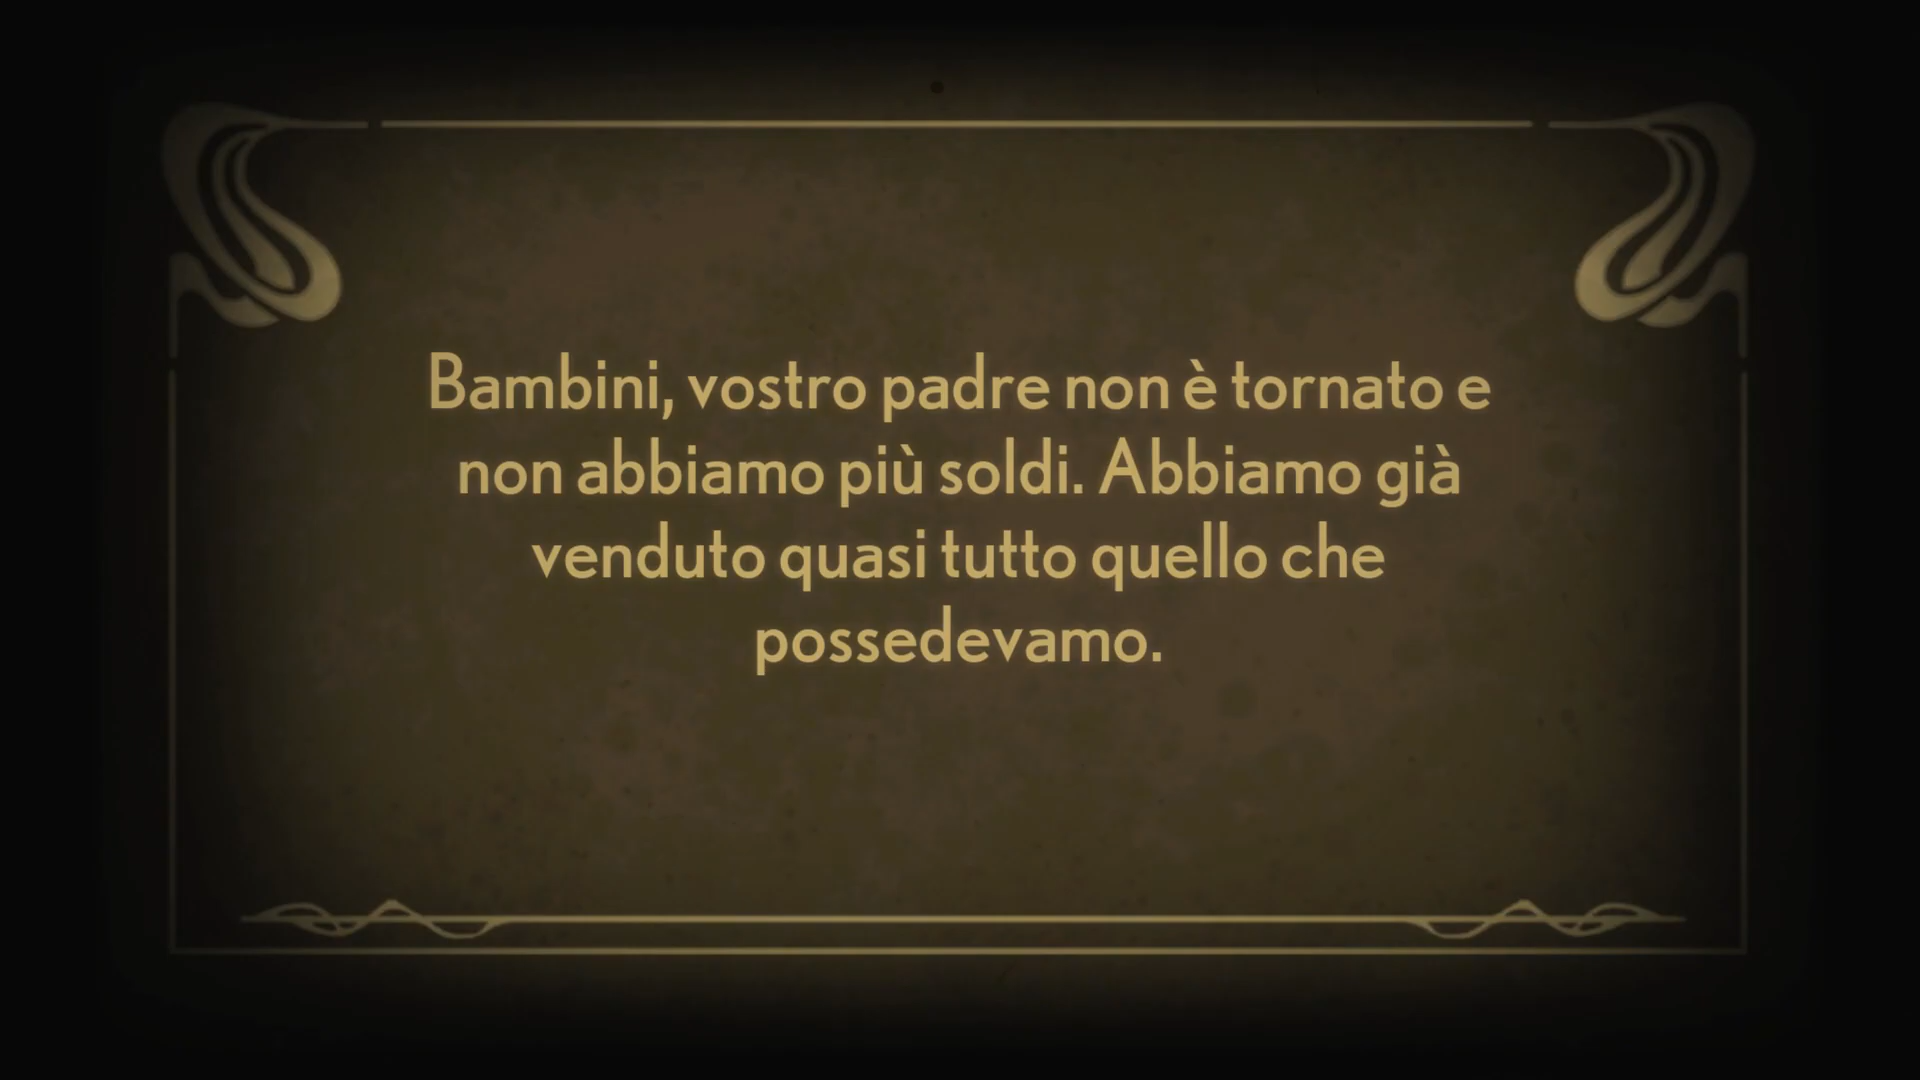 Bambini, vostro padre non è tornato e
non abbiamo più soldi. Abbiamo già
venduto quasi tutto quello che
possedevamo.